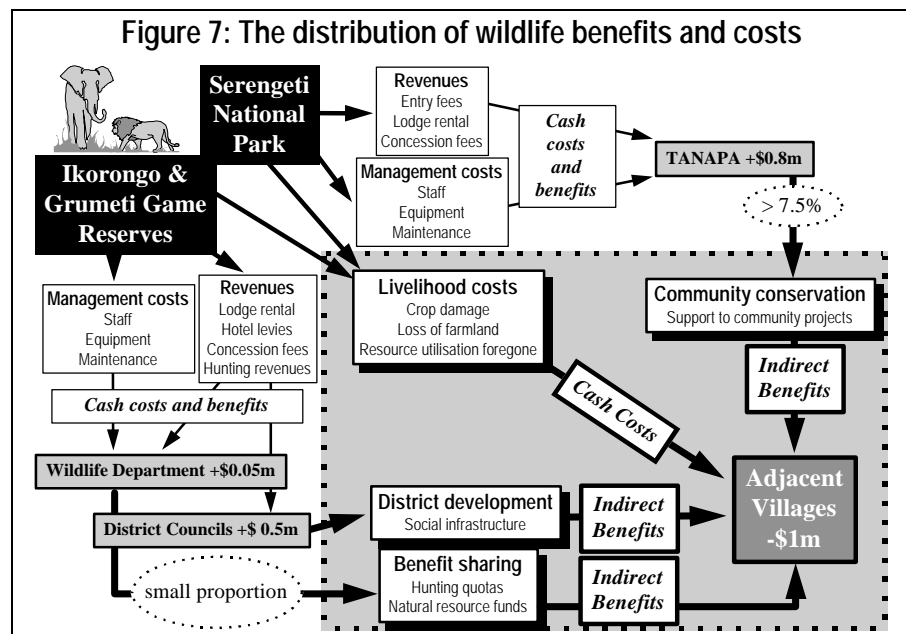 Figure 7: The distribution of wildlife benefits and costs
Serengeti
National
Park
Revenues
Entry fees
Lodge rental
Concession fees
Cash
costs
and
benefits
TANAPA +$0.8m
Ikorongo &
Grumeti Game
Reserves
Management costs
Staff
Equipment
Maintenance
> 7.5%
Management costs
Staff
Equipment
Maintenance
Revenues
Lodge rental
Hotel levies
Concession fees
Hunting revenues
Livelihood costs
Crop damage
Loss of farmland
Resource utilisation foregone
Community conservation
Support to community projects
Indirect
Benefits
Cash Costs
Cash costs and benefits
Wildlife Department +$0.05m
District Councils +$ 0.5m
District development
Social infrastructure
Indirect
Benefits
Adjacent
Villages
-$1m
small proportion
Benefit sharing
Hunting quotas
Natural resource funds
Indirect
Benefits